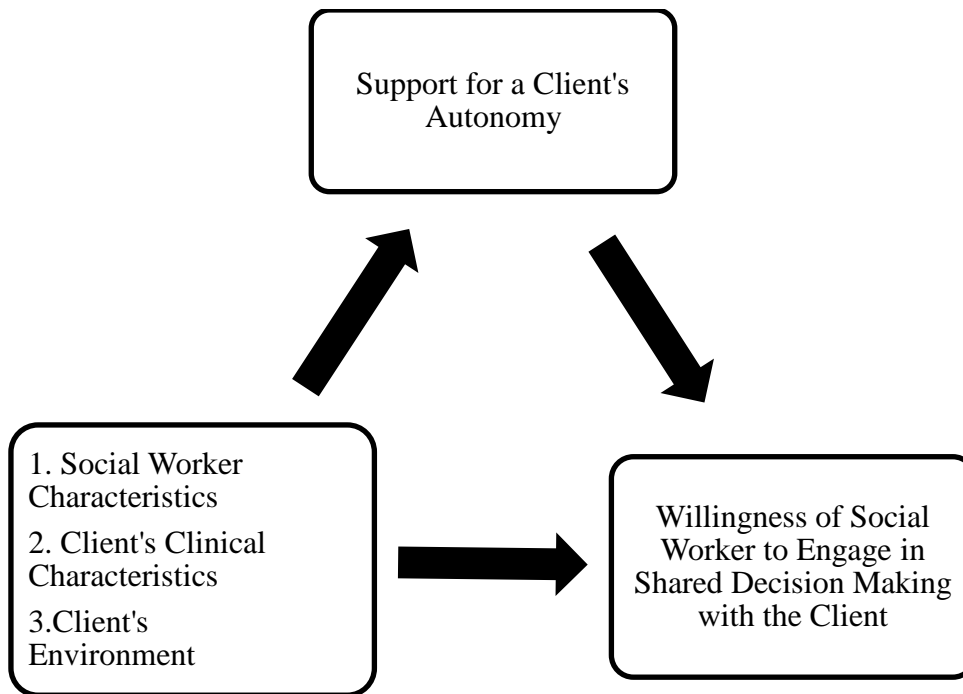 Support for a Client's
Autonomy
1. Social Worker
Characteristics
2. Client's Clinical
Characteristics
3.Client's
Environment
Willingness of Social
Worker to Engage in
Shared Decision Making
with the Client